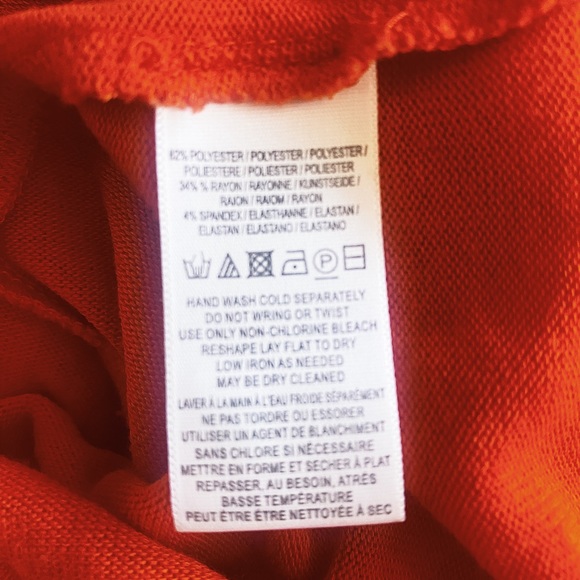 62% POLYESTER / POLYESTER / POLYESTER /
POLIESTERE / POLIESTER / POLIESTER
34% % RAYON / RAYONNE / KUNSTSEIDE /
RAION / RAIOM / RAYON
4% SPANDEX / ELASTHANNE / ELASTAN /
ELASTAN / ELASTANO / ELASTANO
P
HAND WASH COLD SEPARATELY
DO NOT WRING OR TWIST
USE ONLY NON-CHLORINE BLEACH
RESHAPE LAY FLAT TO DRY
LOW IRON AS NEEDED
MAY BE DRY CLEANED
LAVER À LA MAIN À L'EAU FROIDE SÉPARÉMENT
NE PAS TORDRE OU ESSORER
UTILISER UN AGENT DE BLANCHIMENT
SANS CHLORE SI NÉCESSAIRE
METTRE EN FORME ET SECHER À PLAT
REPASSER, AU BESOIN, ATRÈS
BASSE TEMPÉRATURE
PEUT ÊTRE ÊTRE NETTOYÉE À SEC